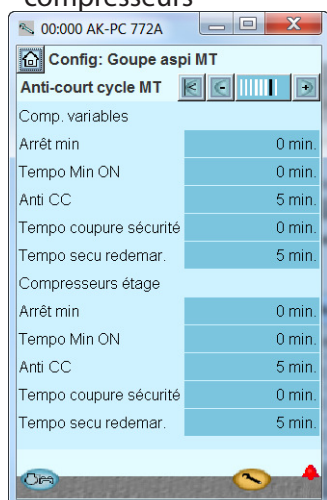 compresseurs
00:000 AK-PC 772A
Config: Goupe aspi MT
Anti-court cycle MT
Comp. variables
Arrêt min 0 min.
Tempo Min ON 0 min.
Anti CC 5 min.
Tempo coupure sécurité 0 min.
Tempo secu redemar. 5 min.
Compresseurs étage
Arrêt min 0 min.
Tempo Min ON 0 min.
Anti CC 5 min.
Tempo coupure sécurité 0 min.
Tempo secu redemar. 5 min.